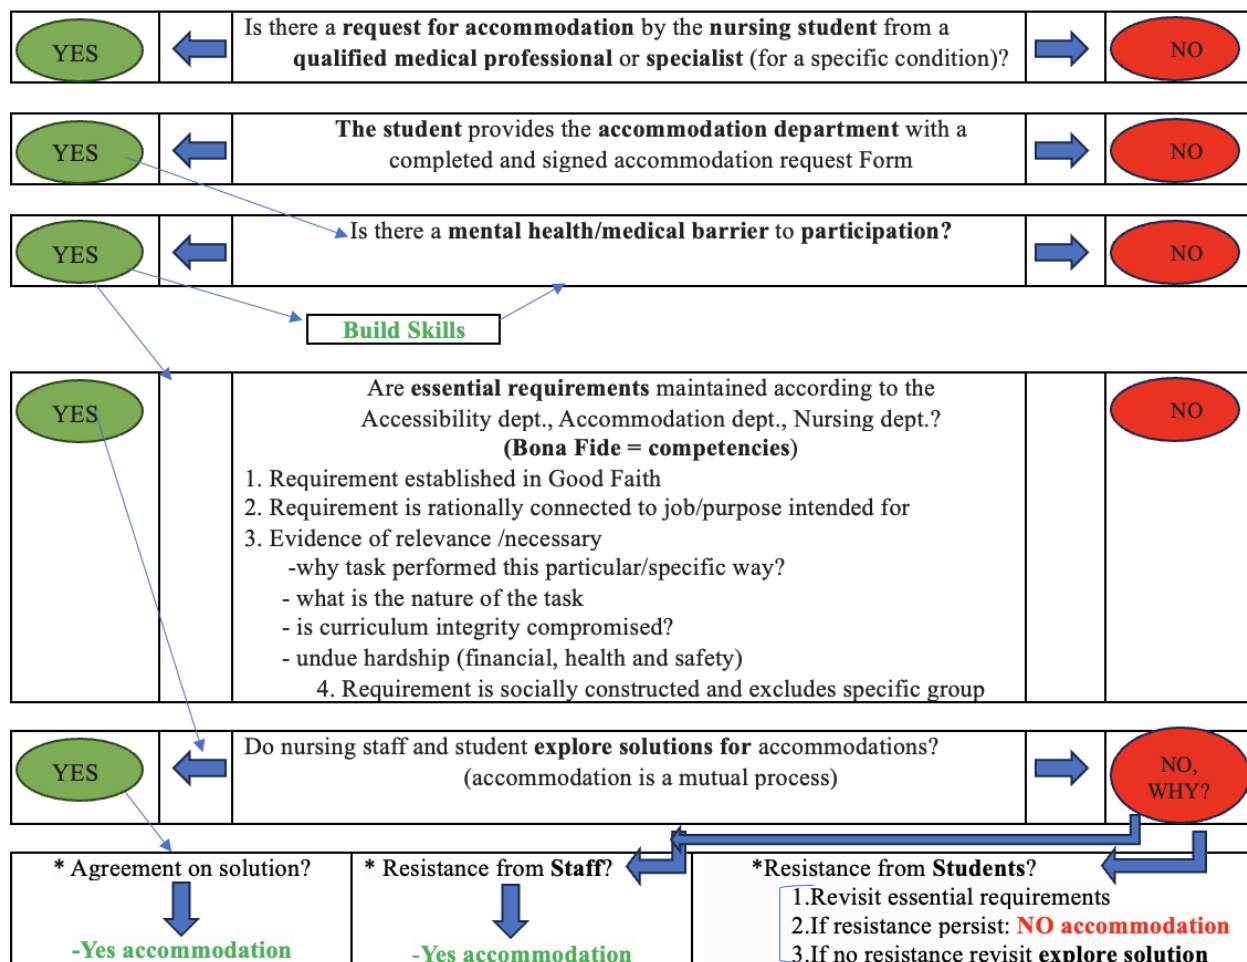 Is there a request for accommodation by the nursing student from a
YES
qualified medical professional or specialist (for a specific condition)?
NO
The student provides the accommodation department with a
YES
completed and signed accommodation request Form
NO
YES
Is there a mental health/medical barrier to participation?
NO
Build Skills
YES
Are essential requirements maintained according to the
Accessibility dept., Accommodation dept., Nursing dept.?
(Bona Fide = competencies)
NO
1. Requirement established in Good Faith
2. Requirement is rationally connected to job/purpose intended for
3. Evidence of relevance /necessary
-why task performed this particular/specific way?
- what is the nature of the task
- is curriculum integrity compromised?
- undue hardship (financial, health and safety)
4. Requirement is socially constructed and excludes specific group
YES
Do nursing staff and student explore solutions for accommodations?
(accommodation is a mutual process)
NO,
WHY?
* Agreement on solution?
-Yes accommodation
* Resistance from Staff?
-Yes accommodation
*Resistance from Students?
1.Revisit essential requirements
2.If resistance persist: NO accommodation
3.If no resistance revisit explore solution